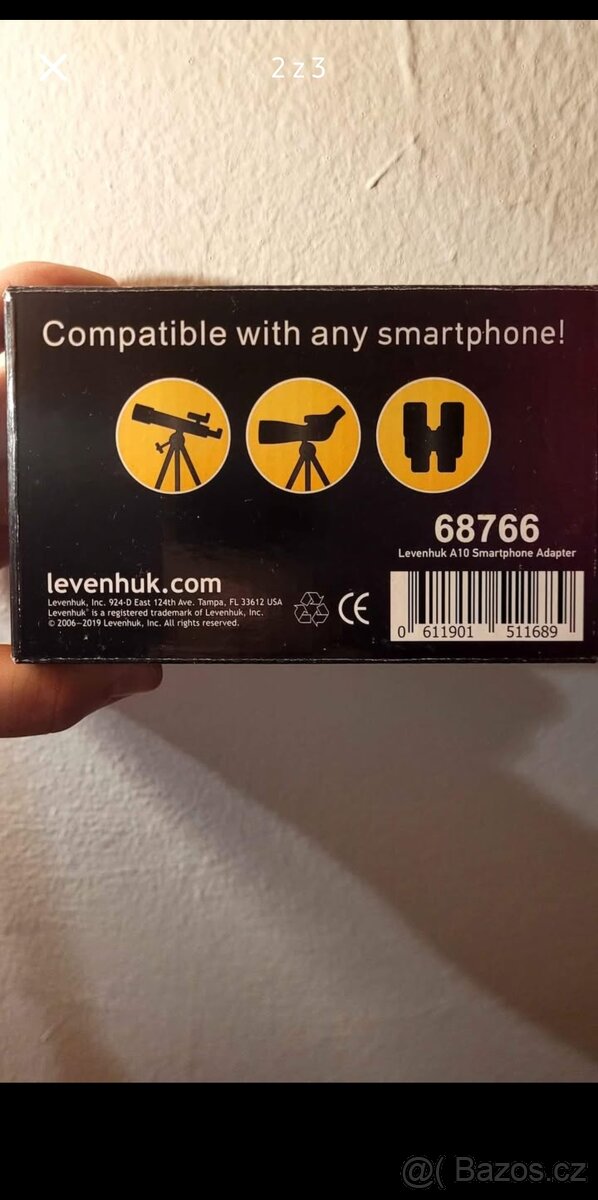 2 z 3
Compatible with any smartphone!
68766
Levenhuk A10 Smartphone Adapter
levenhuk.com
Levenhuk, Inc. 924-D East 124th Ave. Tampa, FL 33612 USA
Levenhuk® is a registered trademark of Levenhuk, Inc.
© 2006–2019 Levenhuk, Inc. All rights reserved.
CE
0 611901 511689
@( Bazos.cz